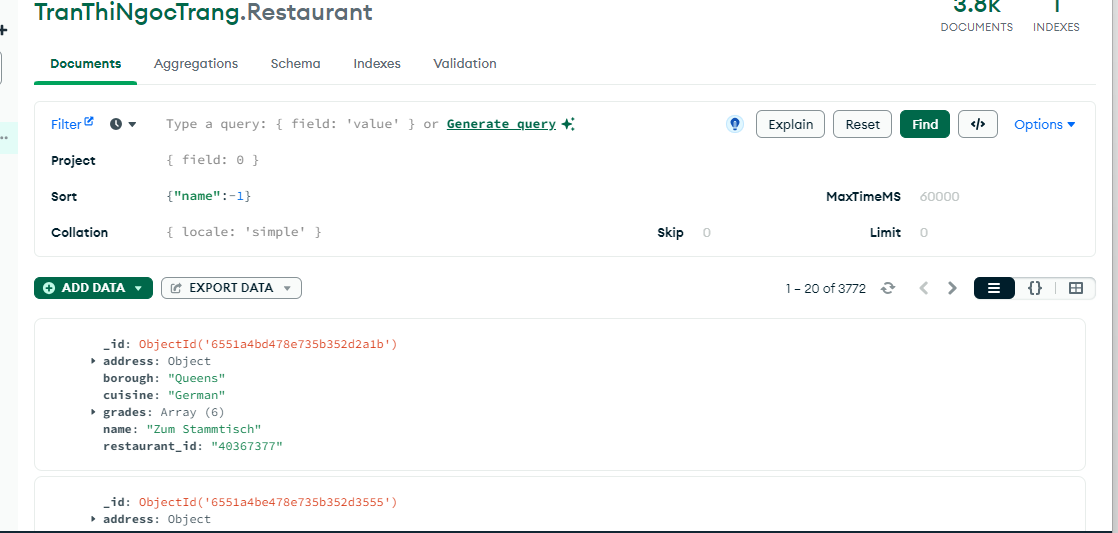 TranThiNgocTrang.Restaurant
3.8k 1
DOCUMENTS INDEXES
Documents Aggregations Schema Indexes Validation
Filter Type a query: { field: 'value' } or Generate query Explain Reset Find </> Options
Project { field: 0 }
Sort {"name":-1} MaxTimeMS 60000
Collation { locale: 'simple' } Skip 0 Limit 0
ADD DATA EXPORT DATA 1 – 20 of 3772 {}
_id: ObjectId('6551a4bd478e735b352d2a1b')
address: Object
borough: "Queens"
cuisine: "German"
grades: Array (6)
name: "Zum Stammtisch"
restaurant_id: "40367377"
_id: ObjectId('6551a4be478e735b352d3555')
address: Object